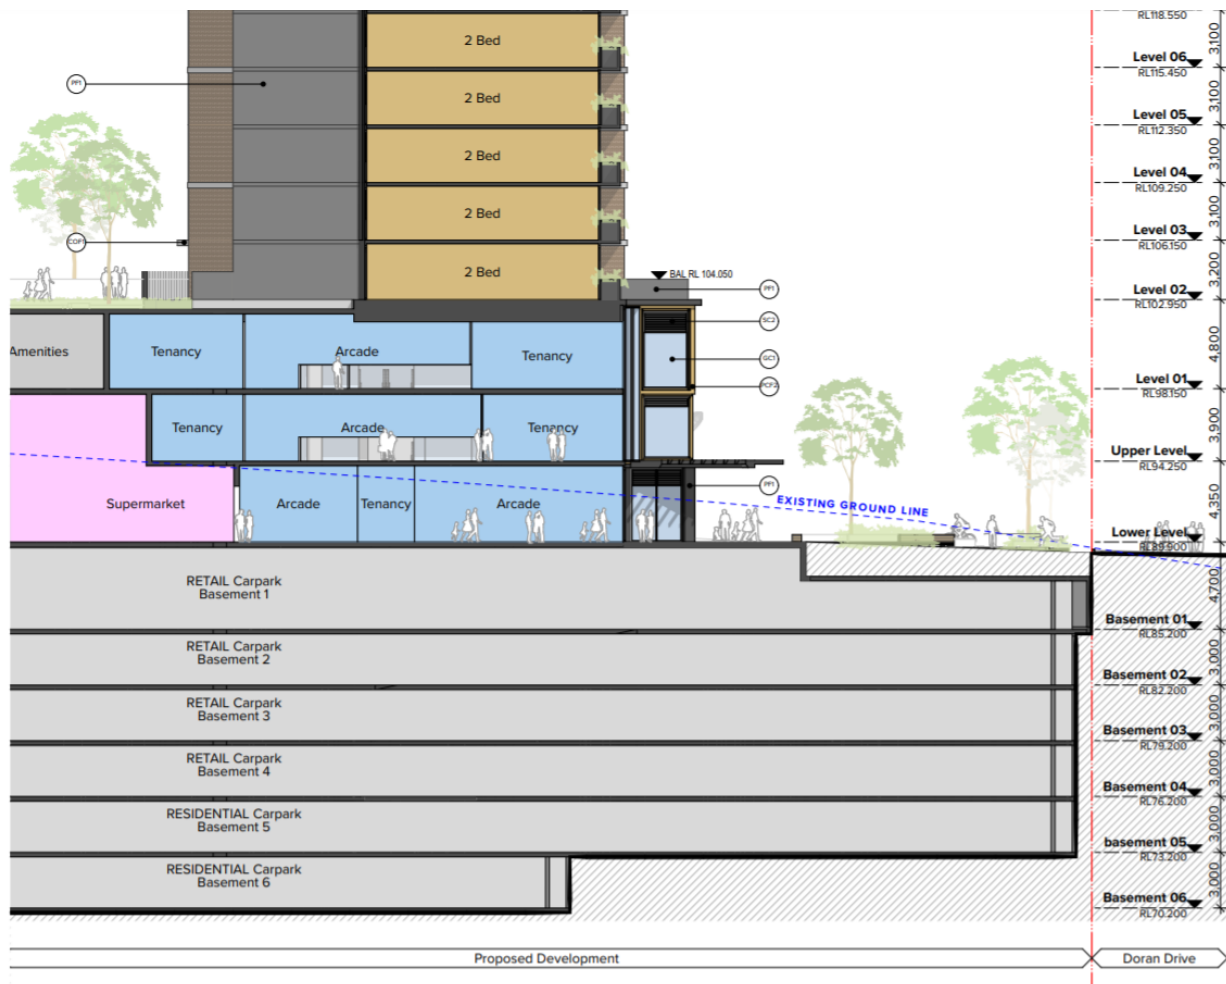 RL118.550
3,100
2 Bed
Level 06
RL115.450
PF1
3,100
2 Bed
Level 05
RL112.350
3,100
2 Bed
Level 04
RL109.250
3,100
2 Bed
Level 03
RL106.150
COF1
3,200
2 Bed
BAL RL 104.050
PF1
Level 02
RL102.950
SC2
4,800
Amenities
Tenancy
Arcade
Tenancy
GC1
Level 01
RL98.150
PCF2
3,900
Tenancy
Arcade
Tenancy
Upper Level
RL94.250
PF1
4,350
Supermarket
Arcade
Tenancy
Arcade
EXISTING GROUND LINE
Lower Level
RL89.900
4,700
RETAIL Carpark
Basement 1
Basement 01
RL85.200
3,000
RETAIL Carpark
Basement 2
Basement 02
RL82.200
3,000
RETAIL Carpark
Basement 3
Basement 03
RL79.200
3,000
RETAIL Carpark
Basement 4
Basement 04
RL76.200
3,000
RESIDENTIAL Carpark
Basement 5
basement 05
RL73.200
3,000
RESIDENTIAL Carpark
Basement 6
Basement 06
RL70.200
Proposed Development
Doran Drive